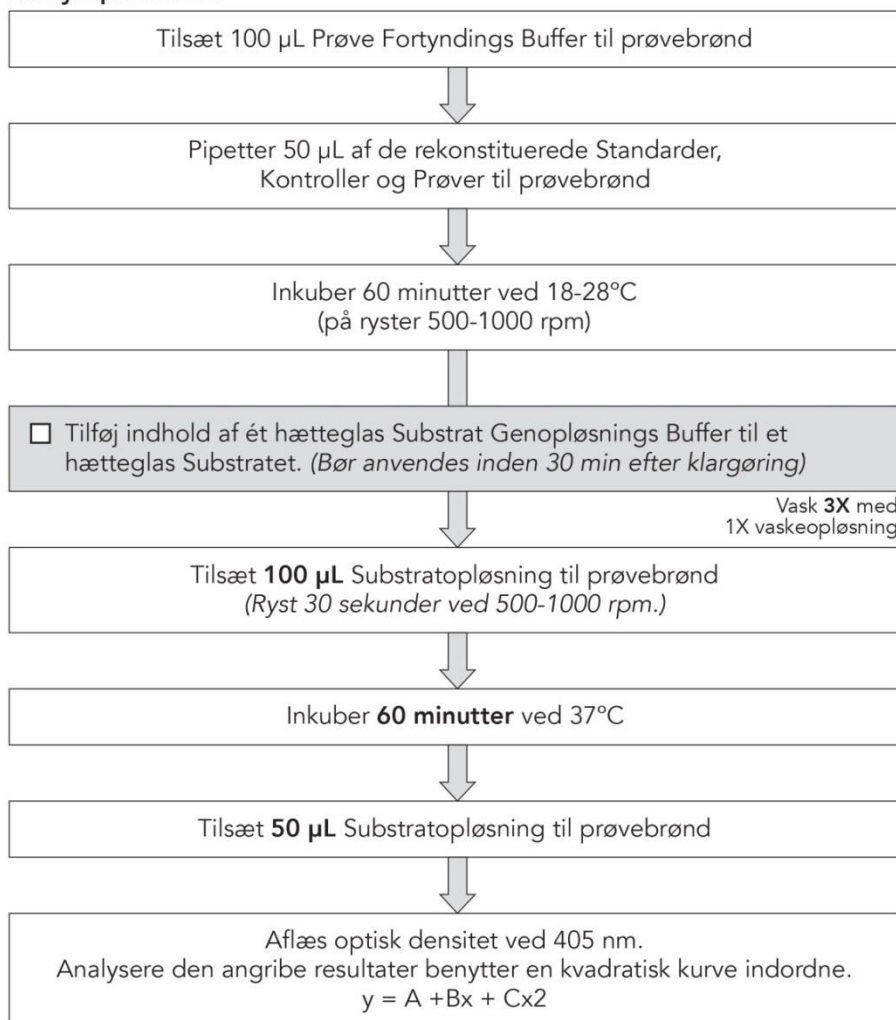 Tilsæt 100 µL Prøve Fortyndings Buffer til prøvebrønd
Pipetter 50 µL af de rekonstituerede Standarder,
Kontroller og Prøver til prøvebrønd
Inkuber 60 minutter ved 18-28ºC
(på ryster 500-1000 rpm)
☐ Tilføj indhold af ét hætteglas Substrat Genopløsnings Buffer til et
hætteglas Substratet. (Bør anvendes inden 30 min efter klargøring)
Vask 3X med
1X vaskeopløsning
Tilsæt 100 µL Substratopløsning til prøvebrønd
(Ryst 30 sekunder ved 500-1000 rpm.)
Inkuber 60 minutter ved 37ºC
Tilsæt 50 µL Substratopløsning til prøvebrønd
Aflæs optisk densitet ved 405 nm.
Analysere den angribe resultater benytter en kvadratisk kurve indordne.
y = A +Bx + Cx2